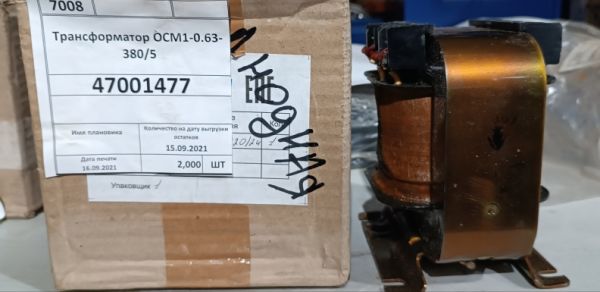 7008
Трансформатор ОСМ1-0.63-
380/5
47001477
Имя плановика
Количество на дату выгрузки
остатков
15.09.2021
Дата печати
16.09.2021
2,000 ШТ
ЕАС
Упаковщик